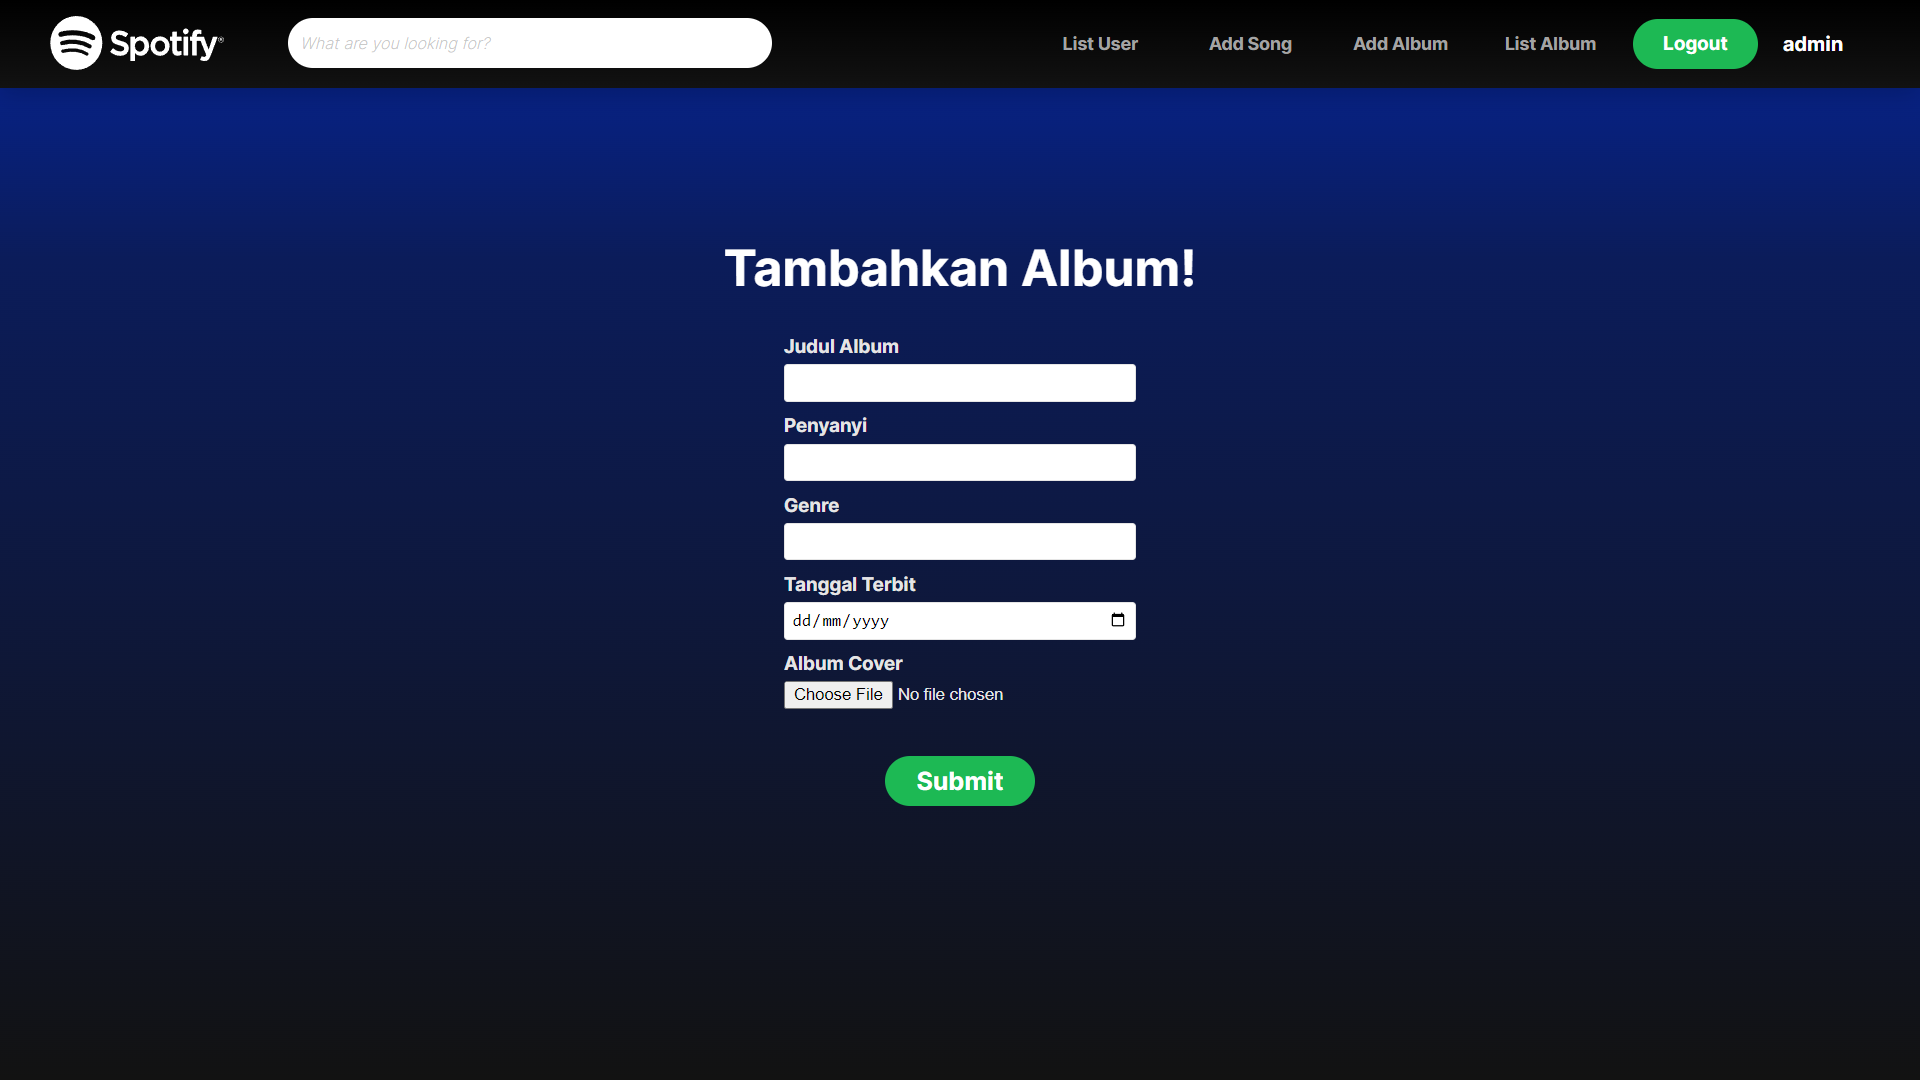 Spotify®
What are you looking for?
List User
Add Song
Add Album
List Album
Logout
admin
Tambahkan Album!
Judul Album
Penyanyi
Genre
Tanggal Terbit
dd/mm/yyyy
Album Cover
Choose File No file chosen
Submit